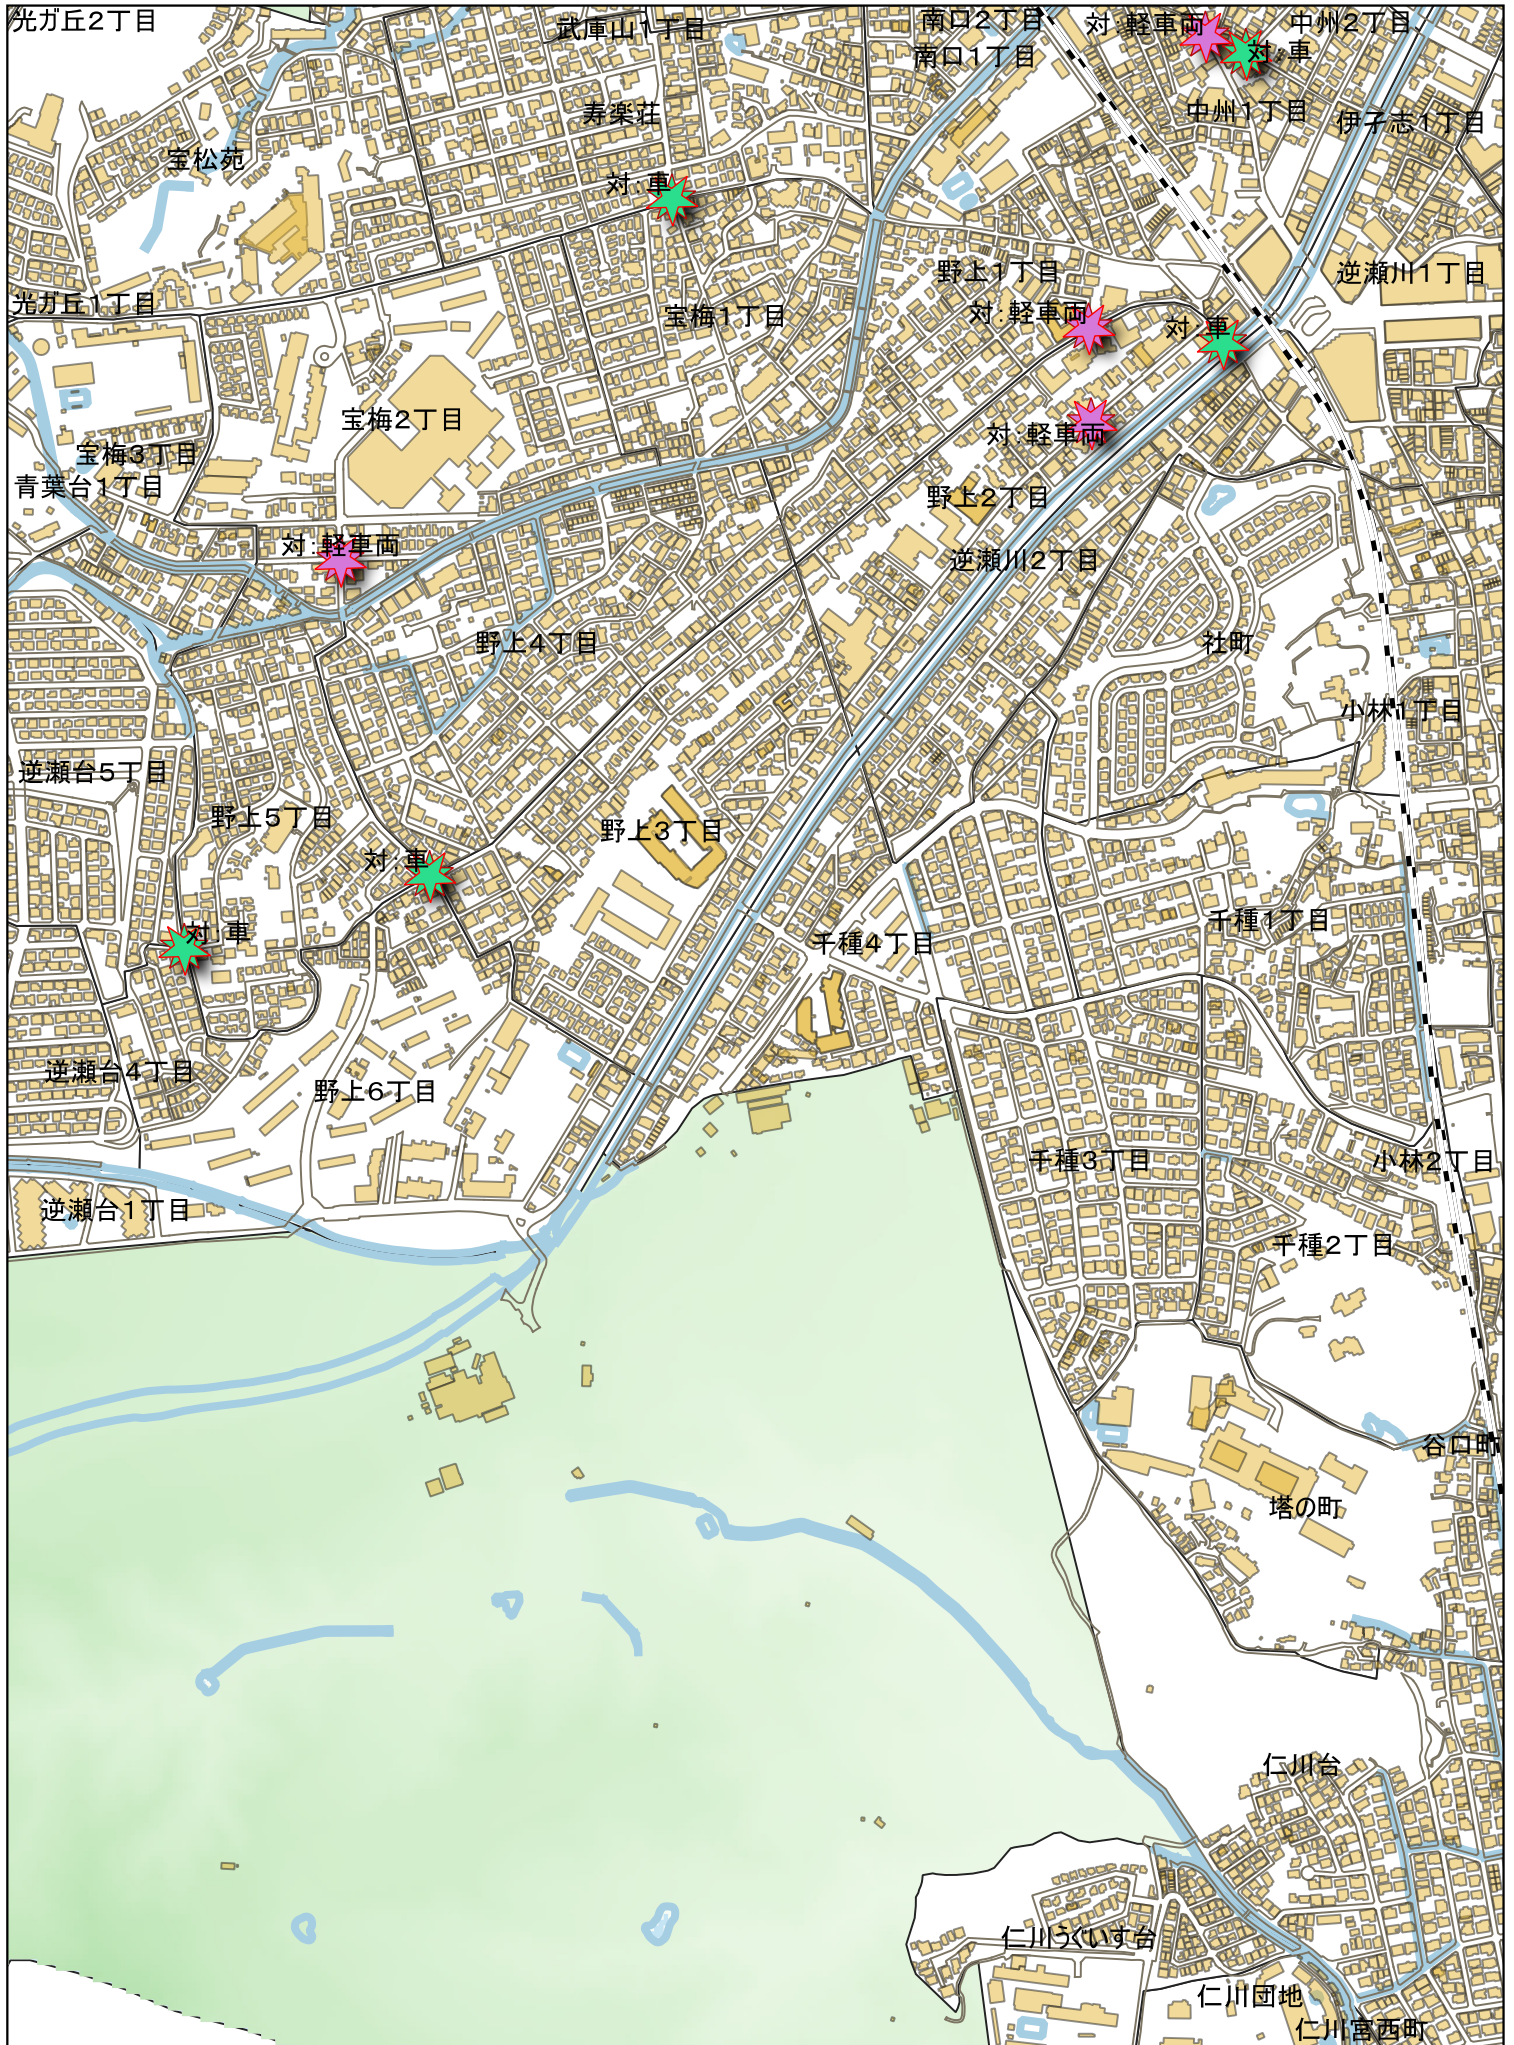 光ガ丘2丁目
武庫山1丁目
南口2丁目
対:軽車両
中州2丁目
南口1丁目
対:車
寿楽荘
中州1丁目
伊孑志1丁目
宝松苑
対:車
野上1丁目
逆瀬川1丁目
光ガ丘1丁目
宝梅1丁目
対:軽車両
対:車
宝梅2丁目
対:軽車両
宝梅3丁目
青葉台1丁目
野上2丁目
対:軽車両
逆瀬川2丁目
野上4丁目
社町
小林1丁目
逆瀬台5丁目
野上5丁目
野上3丁目
対:車
千種1丁目
対:車
千種4丁目
逆瀬台4丁目
野上6丁目
千種3丁目
小林2丁目
逆瀬台1丁目
千種2丁目
谷口町
塔の町
仁川台
仁川うぐいす台
仁川団地
仁川宮西町